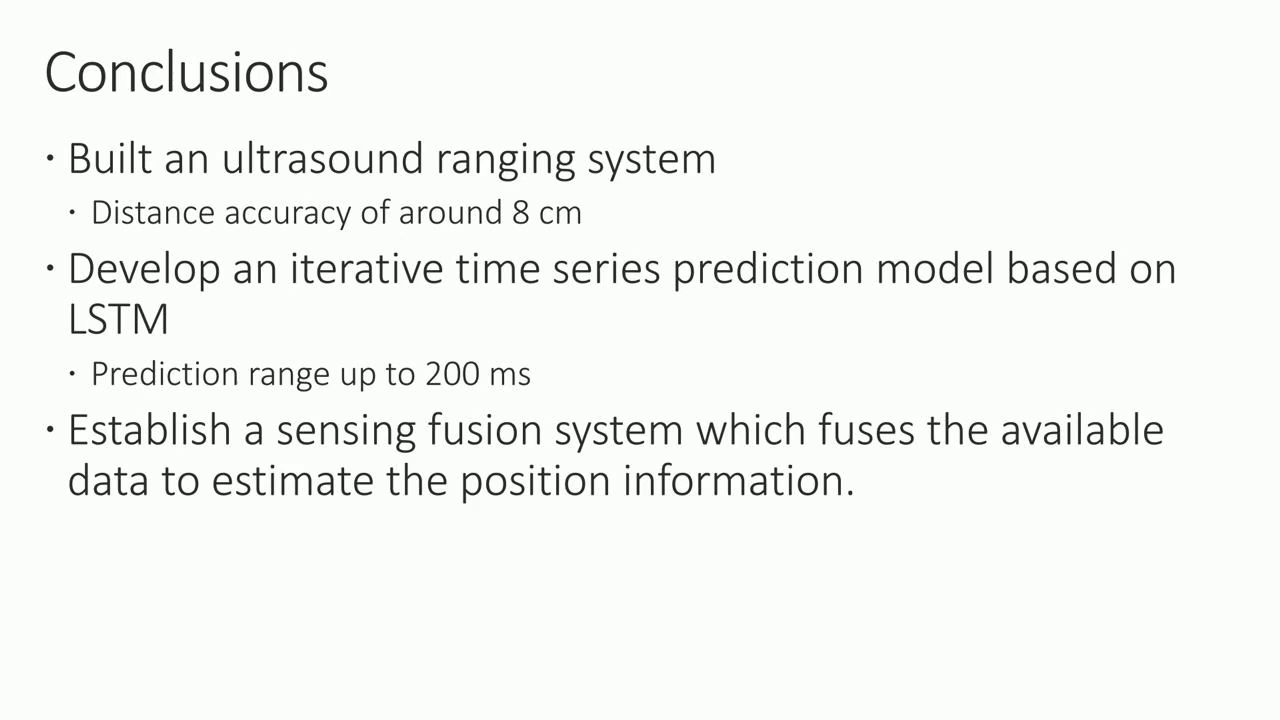 Conclusions
· Built an ultrasound ranging system
· Distance accuracy of around 8 cm
· Develop an iterative time series prediction model based on
LSTM
· Prediction range up to 200 ms
· Establish a sensing fusion system which fuses the available
data to estimate the position information.